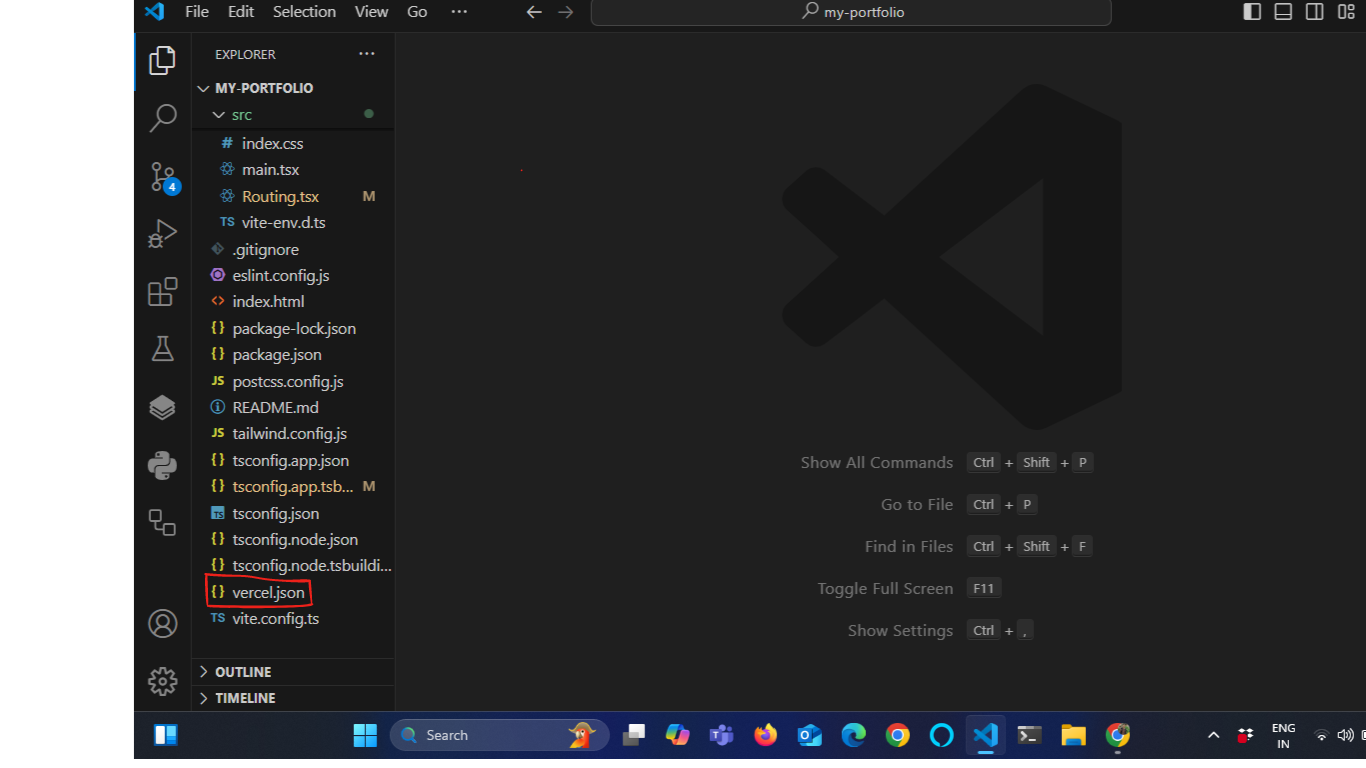 File Edit Selection View Go ... my-portfolio
EXPLORER ...
MY-PORTFOLIO
src
# index.css
main.tsx
Routing.tsx M
4
TS vite-env.d.ts
.gitignore
eslint.config.js
<> index.html
{} package-lock.json
{} package.json
JS postcss.config.js
README.md
JS tailwind.config.js
{} tsconfig.app.json
{} tsconfig.app.tsb... M
TS tsconfig.json
{} tsconfig.node.json
{} tsconfig.node.tsbuildi...
{} vercel.json
TS vite.config.ts
OUTLINE
TIMELINE
Show All Commands Ctrl + Shift + P
Go to File Ctrl + P
Find in Files Ctrl + Shift + F
Toggle Full Screen F11
Show Settings Ctrl + ,
Search
ENG
IN